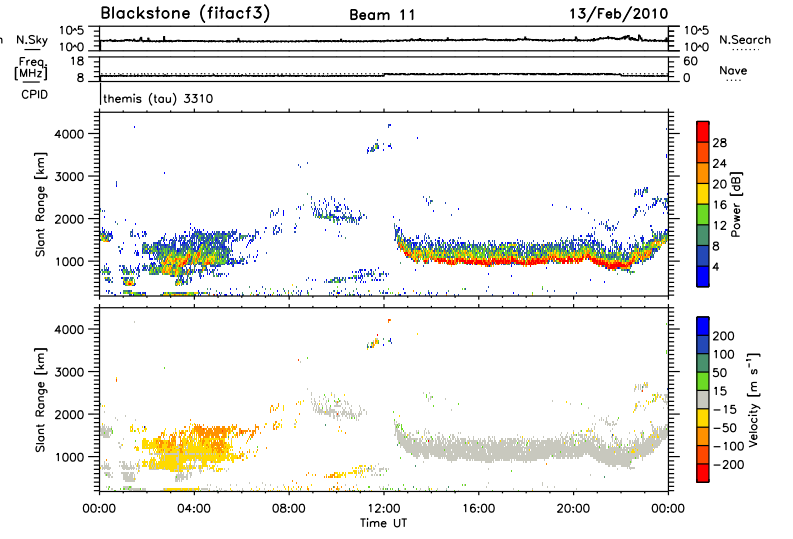 Blackstone (fitacf3) Beam 11 13/Feb/2010
N.Sky 10^5 10^0 10^5 10^0 N.Search
Freq. [MHz] 18 8 60 0 Nave
CPID themis (tau) 3310
Slant Range [km]
4000
3000
2000
1000
28
24
20
16
12
8
4
Power [dB]
Slant Range [km]
4000
3000
2000
1000
200
100
50
15
-15
-50
-100
-200
Velocity [m s⁻¹]
00:00 04:00 08:00 12:00 16:00 20:00 00:00
Time UT